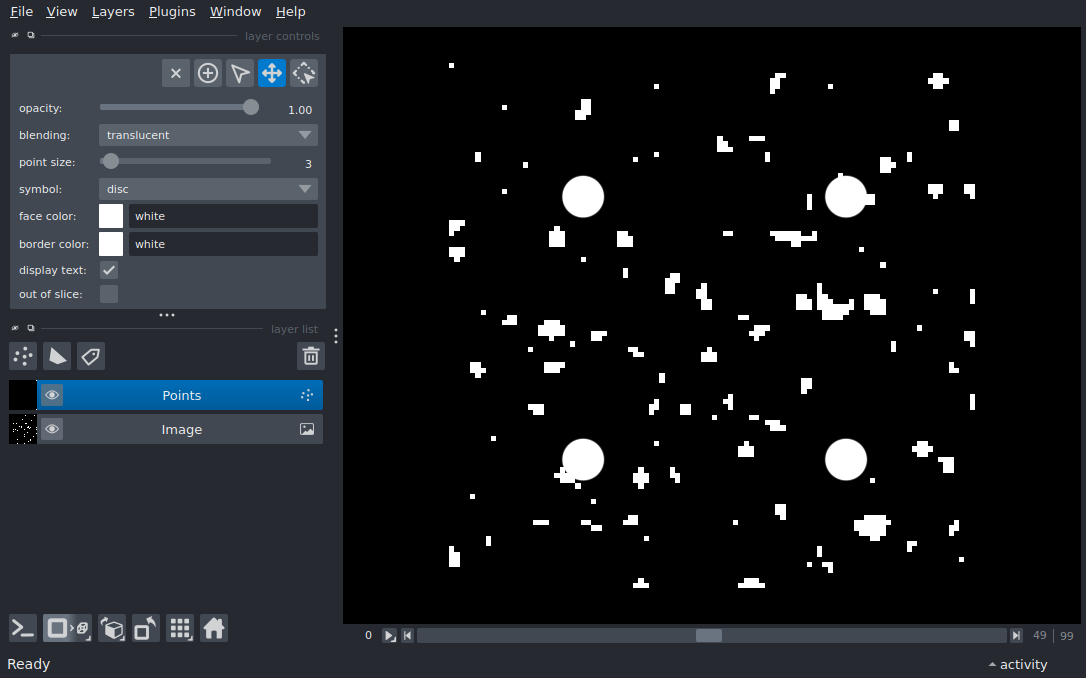 File View Layers Plugins Window Help
layer controls
opacity: 1.00
blending: translucent
point size: 3
symbol: disc
face color: white
border color: white
display text:
out of slice:
layer list
Points
Image
0 49 99
Ready activity